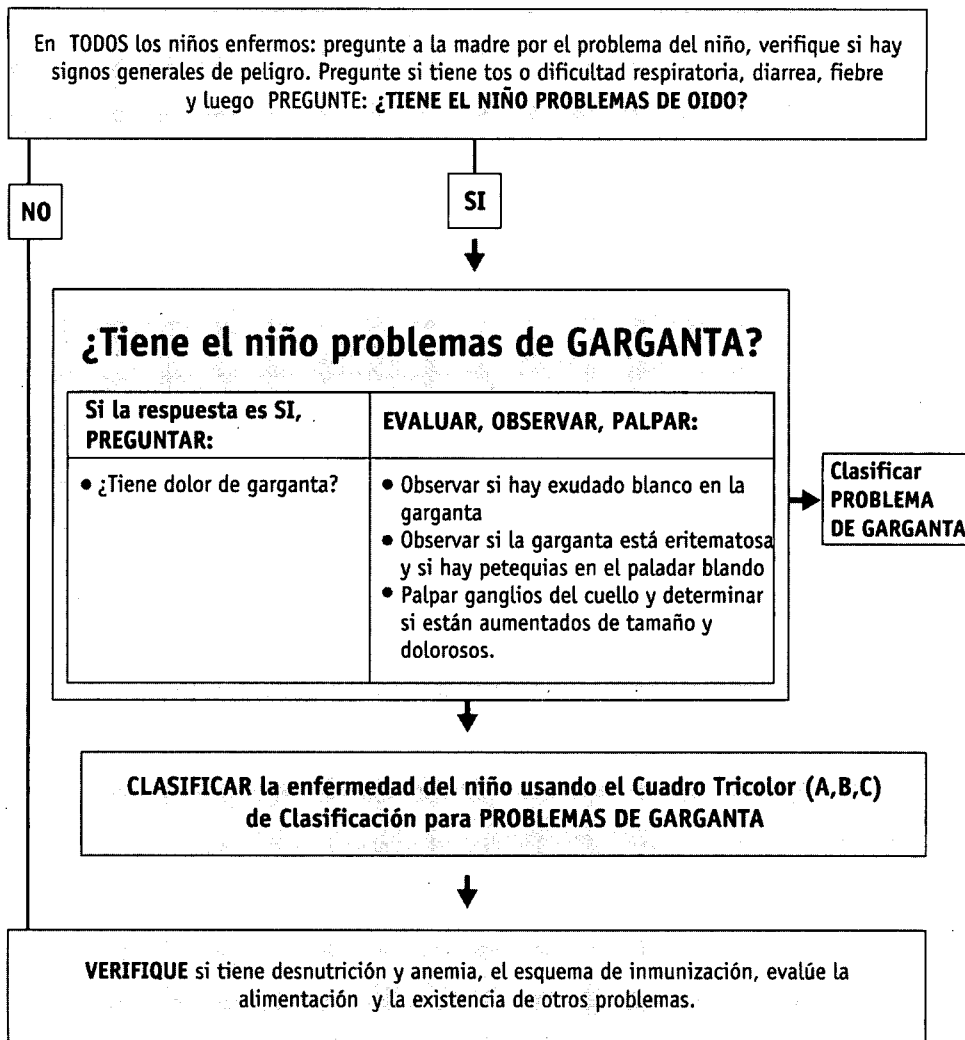 En TODOS los niños enfermos: pregunte a la madre por el problema del niño, verifique si hay
signos generales de peligro. Pregunte si tiene tos o dificultad respiratoria, diarrea, fiebre
y luego PREGUNTE: ¿TIENE EL NIÑO PROBLEMAS DE OIDO?
NO
SI
¿Tiene el niño problemas de GARGANTA?
Si la respuesta es SI,
PREGUNTAR:
• ¿Tiene dolor de garganta?
EVALUAR, OBSERVAR, PALPAR:
• Observar si hay exudado blanco en la
garganta
• Observar si la garganta está eritematosa
y si hay petequias en el paladar blando
• Palpar ganglios del cuello y determinar
si están aumentados de tamaño y
dolorosos.
Clasificar
PROBLEMA
DE GARGANTA
CLASIFICAR la enfermedad del niño usando el Cuadro Tricolor (A,B,C)
de Clasificación para PROBLEMAS DE GARGANTA
VERIFIQUE si tiene desnutrición y anemia, el esquema de inmunización, evalúe la
alimentación y la existencia de otros problemas.